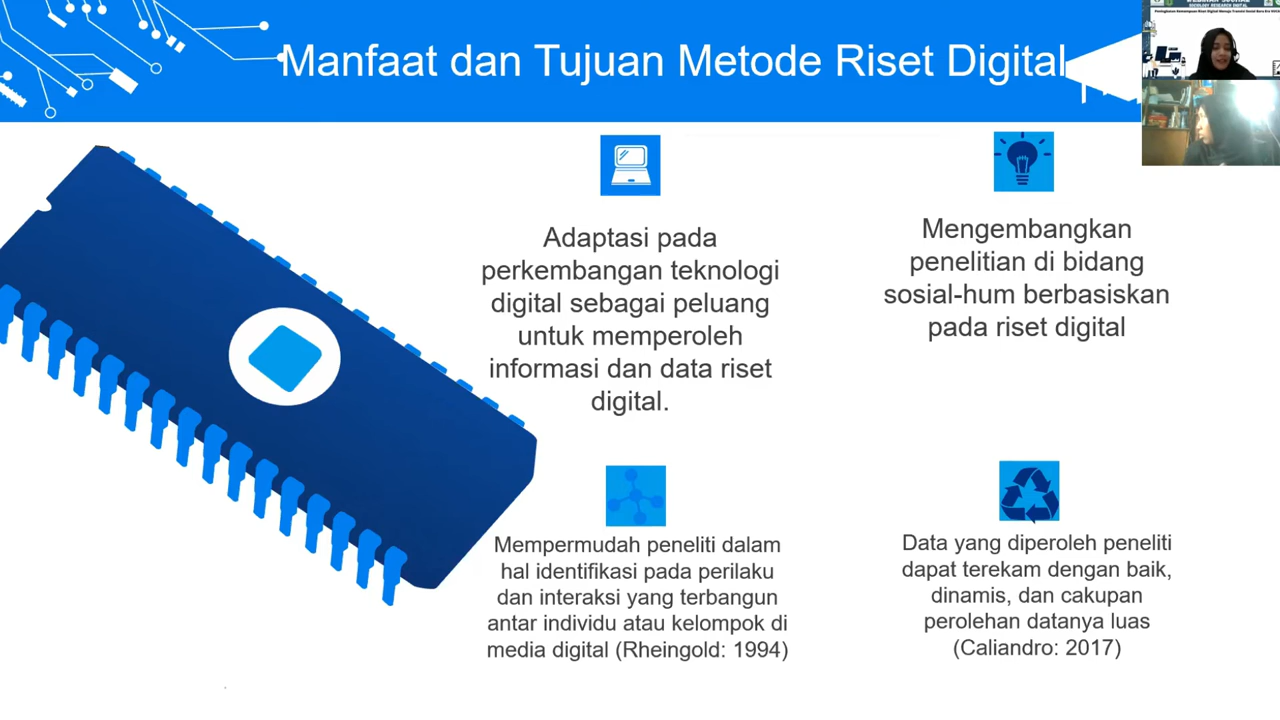 Manfaat dan Tujuan Metode Riset Digital
SOCIOLOGY RESEARCH DIGITAL
Adaptasi pada
perkembangan teknologi
digital sebagai peluang
untuk memperoleh
informasi dan data riset
digital.
Mengembangkan
penelitian di bidang
sosial-hum berbasiskan
pada riset digital
Mempermudah peneliti dalam
hal identifikasi pada perilaku
dan interaksi yang terbangun
antar individu atau kelompok di
media digital (Rheingold: 1994)
Data yang diperoleh peneliti
dapat terekam dengan baik,
dinamis, dan cakupan
perolehan datanya luas
(Caliandro: 2017)